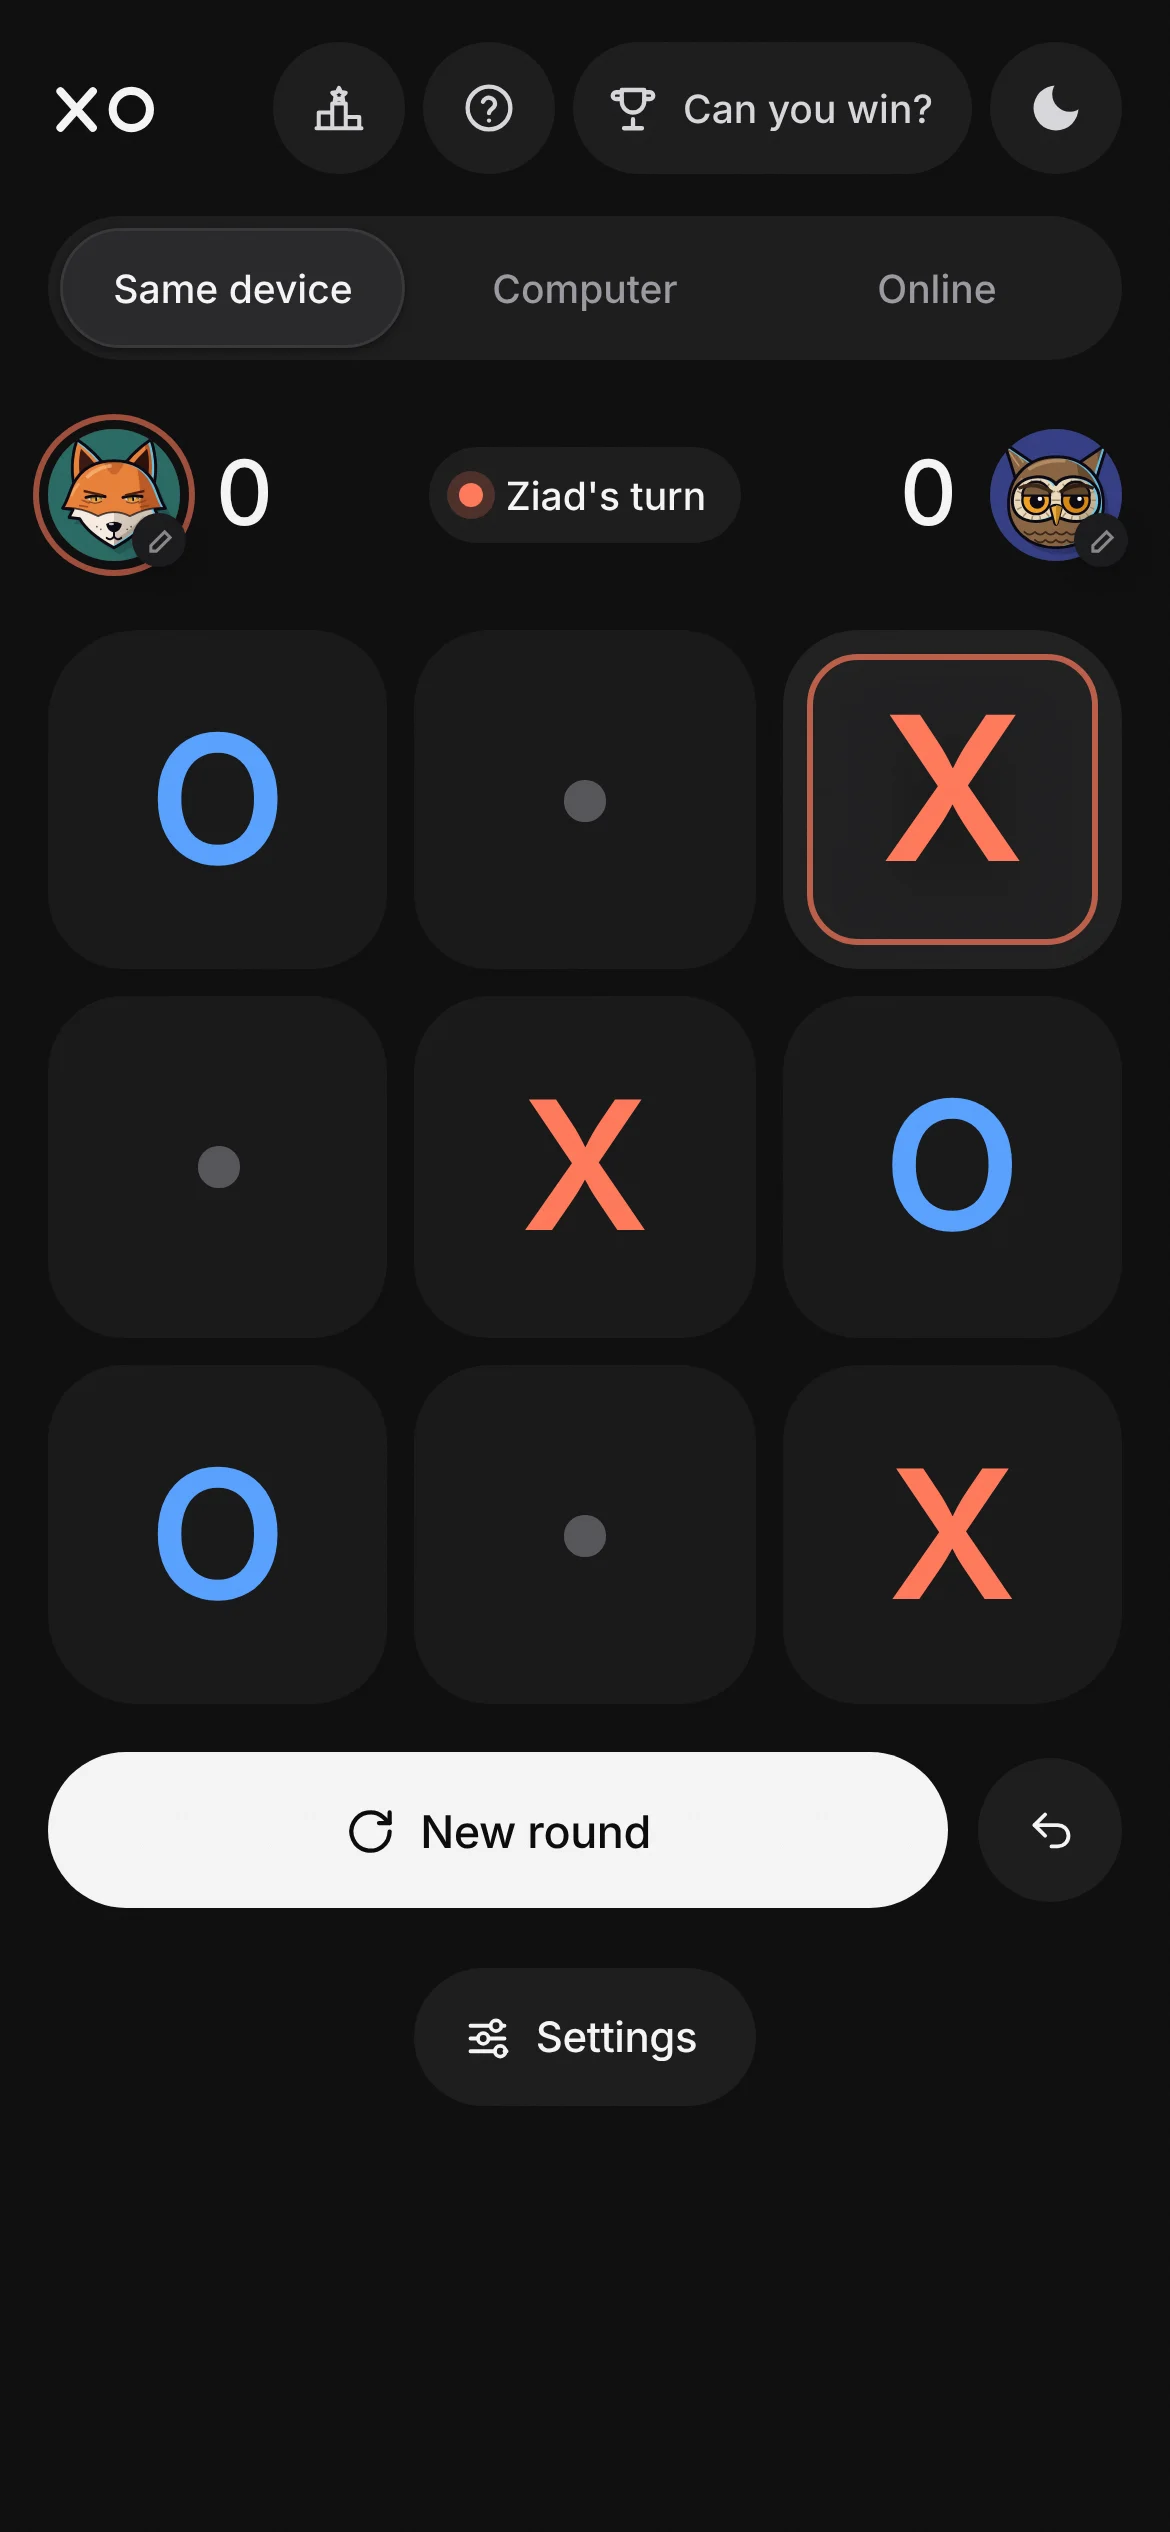 XO
Can you win?
Same device
Computer
Online
0
Ziad's turn
0
O
X
X
O
O
X
New round
Settings